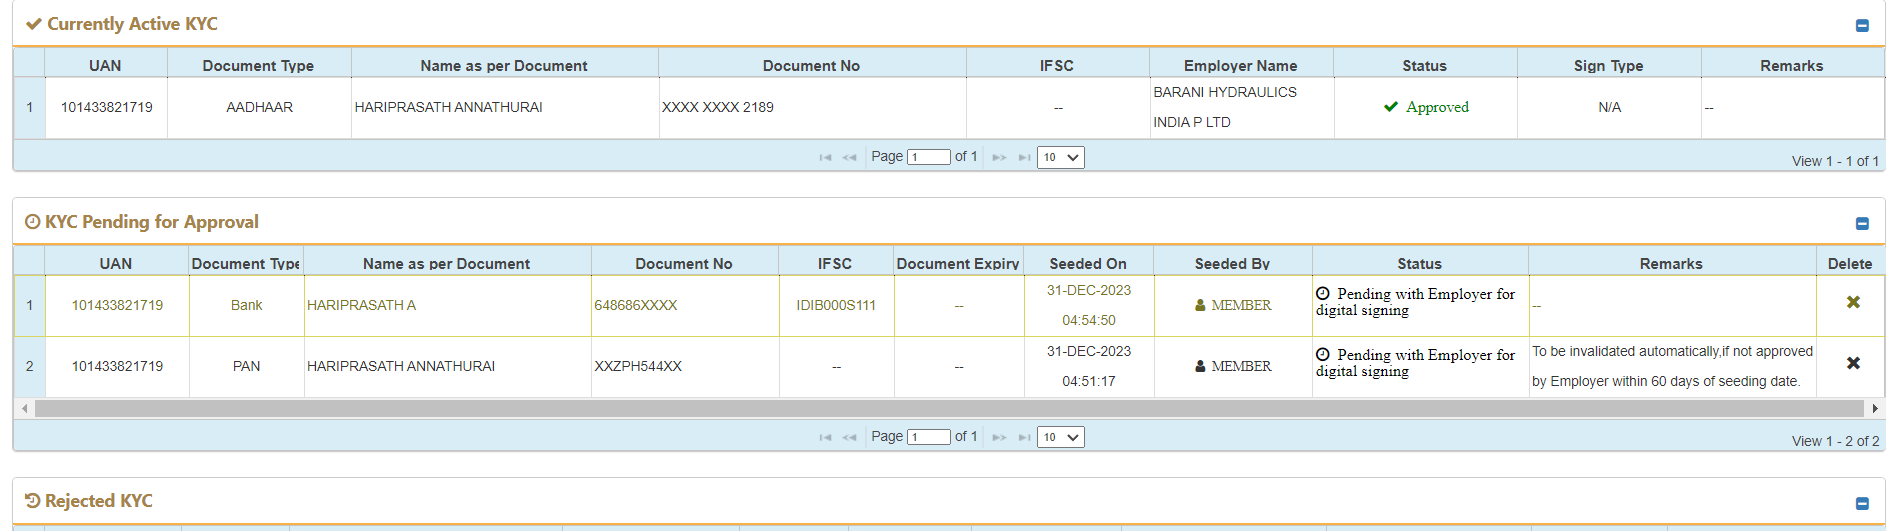 Currently Active KYC
UAN Document Type Name as per Document Document No IFSC Employer Name Status Sign Type Remarks
1 101433821719 AADHAAR HARIPRASATH ANNATHURAI XXXX XXXX 2189 -- BARANI HYDRAULICS INDIA P LTD Approved N/A --
Page 1 of 1 10 View 1 - 1 of 1
KYC Pending for Approval
UAN Document Type Name as per Document Document No IFSC Document Expiry Seeded On Seeded By Status Remarks Delete
1 101433821719 Bank HARIPRASATH A 648686XXXX IDIB000S111 -- 31-DEC-2023 04:54:50 MEMBER Pending with Employer for digital signing --
2 101433821719 PAN HARIPRASATH ANNATHURAI XXZPH544XX -- -- 31-DEC-2023 04:51:17 MEMBER Pending with Employer for digital signing To be invalidated automatically,if not approved by Employer within 60 days of seeding date.
Page 1 of 1 10 View 1 - 2 of 2
Rejected KYC